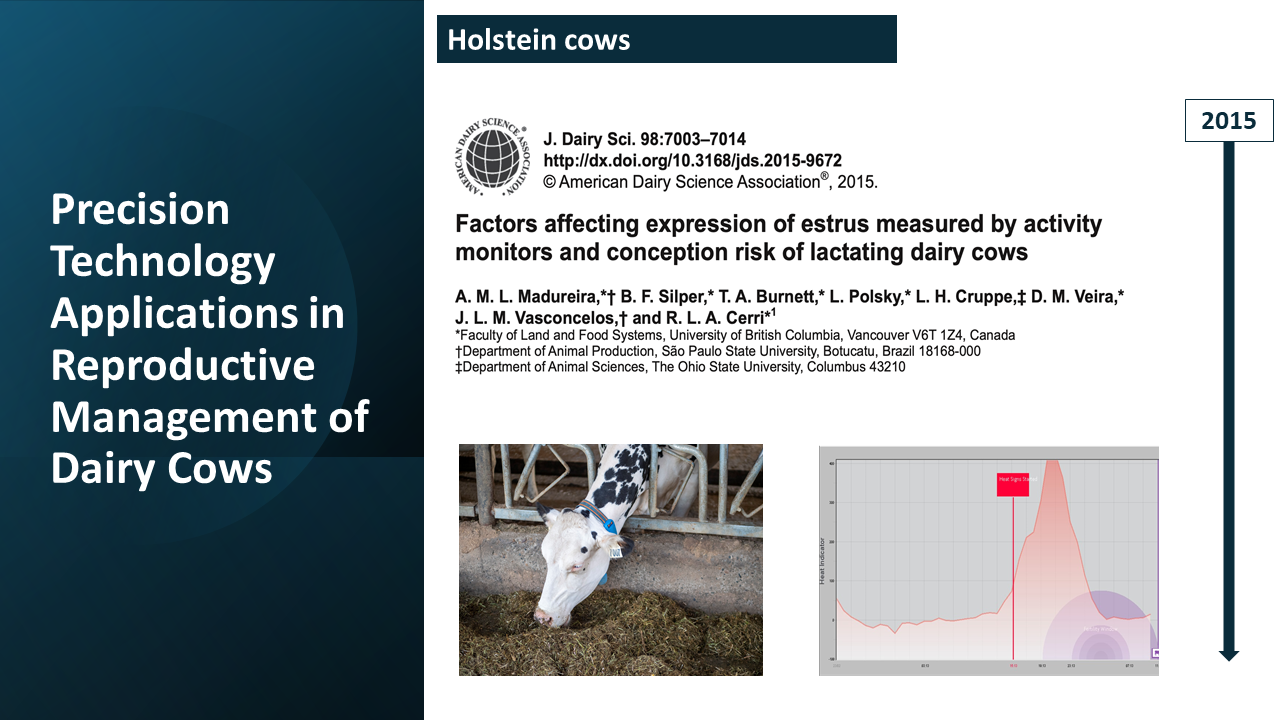 Precision
Technology
Applications in
Reproductive
Management of
Dairy Cows
Holstein cows
2015
AMERICAN DAIRY SCIENCE ASSOCIATION®
J. Dairy Sci. 98:7003–7014
http://dx.doi.org/10.3168/jds.2015-9672
© American Dairy Science Association®, 2015.
Factors affecting expression of estrus measured by activity
monitors and conception risk of lactating dairy cows
A. M. L. Madureira,*† B. F. Silper,* T. A. Burnett,* L. Polsky,* L. H. Cruppe,‡ D. M. Veira,*
J. L. M. Vasconcelos,† and R. L. A. Cerri*¹
*Faculty of Land and Food Systems, University of British Columbia, Vancouver V6T 1Z4, Canada
†Department of Animal Production, São Paulo State University, Botucatu, Brazil 18168-000
‡Department of Animal Sciences, The Ohio State University, Columbus 43210
Heat Signs
Heat Indicator